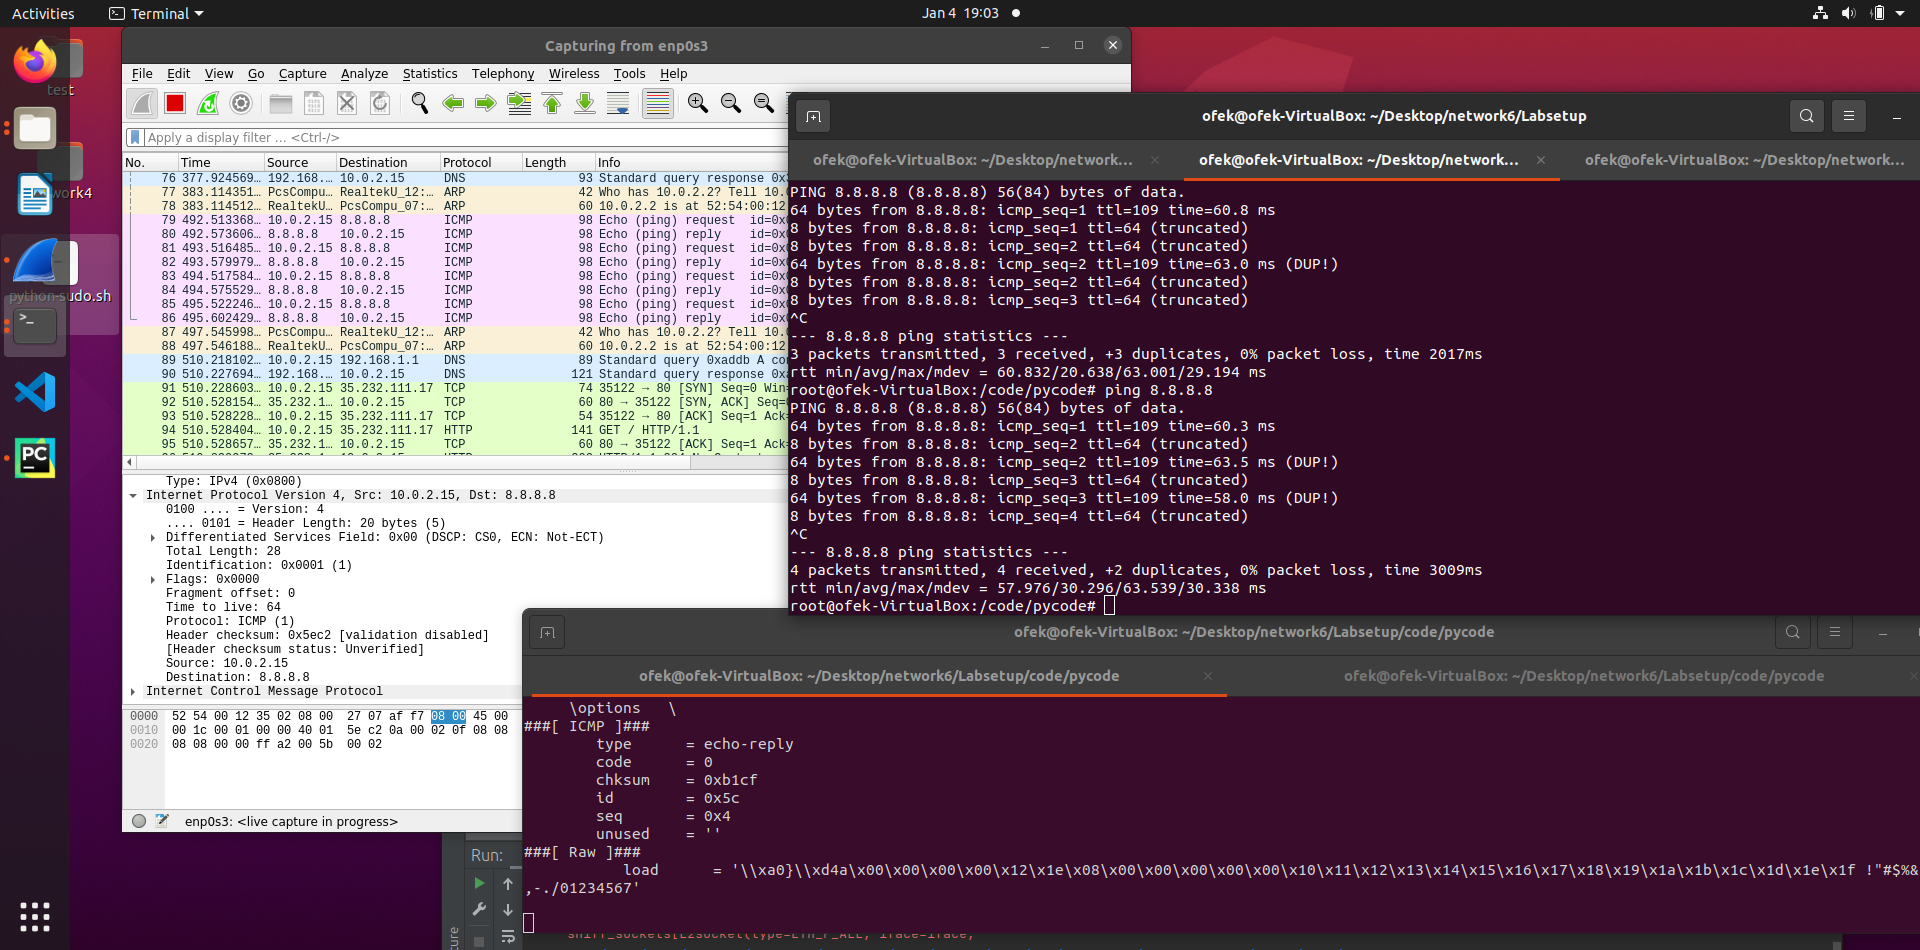 Activities
Terminal
Jan 4 19:03
test
work4
python-sudo.sh
Capturing from enp0s3
File Edit View Go Capture Analyze Statistics Telephony Wireless Tools Help
Apply a display filter … <Ctrl-/>
No. Time Source Destination Protocol Length Info
76 377.924569… 192.168.… 10.0.2.15 DNS 93 Standard query response 0x
77 383.114351… PcsCompu… RealtekU_12:… ARP 42 Who has 10.0.2.2? Tell 10.
78 383.114512… RealtekU… PcsCompu_07:… ARP 60 10.0.2.2 is at 52:54:00:12
79 492.513368… 10.0.2.15 8.8.8.8 ICMP 98 Echo (ping) request id=0x
80 492.573606… 8.8.8.8 10.0.2.15 ICMP 98 Echo (ping) reply id=0x
81 493.516485… 10.0.2.15 8.8.8.8 ICMP 98 Echo (ping) request id=0x
82 493.579979… 8.8.8.8 10.0.2.15 ICMP 98 Echo (ping) reply id=0x
83 494.517584… 10.0.2.15 8.8.8.8 ICMP 98 Echo (ping) request id=0x
84 494.575529… 8.8.8.8 10.0.2.15 ICMP 98 Echo (ping) reply id=0x
85 495.522246… 10.0.2.15 8.8.8.8 ICMP 98 Echo (ping) request id=0x
86 495.602429… 8.8.8.8 10.0.2.15 ICMP 98 Echo (ping) reply id=0x
87 497.545998… PcsCompu… RealtekU_12:… ARP 42 Who has 10.0.2.2? Tell 10.
88 497.546188… RealtekU… PcsCompu_07:… ARP 60 10.0.2.2 is at 52:54:00:12
89 510.218102… 10.0.2.15 192.168.1.1 DNS 89 Standard query 0xaddb A con
90 510.227694… 192.168.… 10.0.2.15 DNS 121 Standard query response 0xa
91 510.228603… 10.0.2.15 35.232.111.17 TCP 74 35122 → 80 [SYN] Seq=0 Win=
92 510.528154… 35.232.1… 10.0.2.15 TCP 60 80 → 35122 [SYN, ACK] Seq=0
93 510.528228… 10.0.2.15 35.232.111.17 TCP 54 35122 → 80 [ACK] Seq=1 Ack=
94 510.528404… 10.0.2.15 35.232.111.17 HTTP 141 GET / HTTP/1.1
95 510.528657… 35.232.1… 10.0.2.15 TCP 60 80 → 35122 [ACK] Seq=1 Ack=
Type: IPv4 (0x0800)
Internet Protocol Version 4, Src: 10.0.2.15, Dst: 8.8.8.8
0100 .... = Version: 4
.... 0101 = Header Length: 20 bytes (5)
Differentiated Services Field: 0x00 (DSCP: CS0, ECN: Not-ECT)
Total Length: 28
Identification: 0x0001 (1)
Flags: 0x0000
Fragment offset: 0
Time to live: 64
Protocol: ICMP (1)
Header checksum: 0x5ec2 [validation disabled]
[Header checksum status: Unverified]
Source: 10.0.2.15
Destination: 8.8.8.8
Internet Control Message Protocol
0000 52 54 00 12 35 02 08 00 27 07 af f7 08 00 45 00
0010 00 1c 00 01 00 00 40 01 5e c2 0a 00 02 0f 08 08
0020 08 08 00 00 ff a2 00 5b 00 02
enp0s3: <live capture in progress>
ofek@ofek-VirtualBox: ~/Desktop/network6/Labsetup
ofek@ofek-VirtualBox: ~/Desktop/network…
ofek@ofek-VirtualBox: ~/Desktop/network…
ofek@ofek-VirtualBox: ~/Desktop/network…
PING 8.8.8.8 (8.8.8.8) 56(84) bytes of data.
64 bytes from 8.8.8.8: icmp_seq=1 ttl=109 time=60.8 ms
8 bytes from 8.8.8.8: icmp_seq=1 ttl=64 (truncated)
8 bytes from 8.8.8.8: icmp_seq=2 ttl=64 (truncated)
64 bytes from 8.8.8.8: icmp_seq=2 ttl=109 time=63.0 ms (DUP!)
8 bytes from 8.8.8.8: icmp_seq=2 ttl=64 (truncated)
8 bytes from 8.8.8.8: icmp_seq=3 ttl=64 (truncated)
^C
--- 8.8.8.8 ping statistics ---
3 packets transmitted, 3 received, +3 duplicates, 0% packet loss, time 2017ms
rtt min/avg/max/mdev = 60.832/20.638/63.001/29.194 ms
root@ofek-VirtualBox:/code/pycode# ping 8.8.8.8
PING 8.8.8.8 (8.8.8.8) 56(84) bytes of data.
64 bytes from 8.8.8.8: icmp_seq=1 ttl=109 time=60.3 ms
8 bytes from 8.8.8.8: icmp_seq=2 ttl=64 (truncated)
64 bytes from 8.8.8.8: icmp_seq=2 ttl=109 time=63.5 ms (DUP!)
8 bytes from 8.8.8.8: icmp_seq=3 ttl=64 (truncated)
64 bytes from 8.8.8.8: icmp_seq=3 ttl=109 time=58.0 ms (DUP!)
8 bytes from 8.8.8.8: icmp_seq=4 ttl=64 (truncated)
^C
--- 8.8.8.8 ping statistics ---
4 packets transmitted, 4 received, +2 duplicates, 0% packet loss, time 3009ms
rtt min/avg/max/mdev = 57.976/30.296/63.539/30.338 ms
root@ofek-VirtualBox:/code/pycode#
ofek@ofek-VirtualBox: ~/Desktop/network6/Labsetup/code/pycode
ofek@ofek-VirtualBox: ~/Desktop/network6/Labsetup/code/pycode
ofek@ofek-VirtualBox: ~/Desktop/network6/Labsetup/code/pycode
\options \
###[ ICMP ]###
type = echo-reply
code = 0
chksum = 0xb1cf
id = 0x5c
seq = 0x4
unused = ''
###[ Raw ]###
load = '\\xa0}\\xd4a\x00\x00\x00\x00\x12\x1e\x08\x00\x00\x00\x00\x00\x10\x11\x12\x13\x14\x15\x16\x17\x18\x19\x1a\x1b\x1c\x1d\x1e\x1f !"#$%&
,-./01234567'
Run:
PC